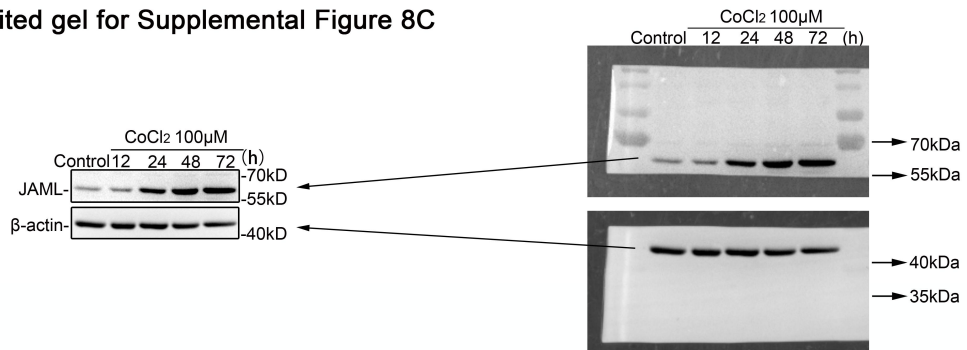 ited gel for Supplemental Figure 8C
CoCl₂ 100μM
Control 12 24 48 72 (h)
JAML-
-70kD
-55kD
β-actin-
-40kD
CoCl₂ 100μM
Control 12 24 48 72 (h)
70kDa
55kDa
40kDa
35kDa